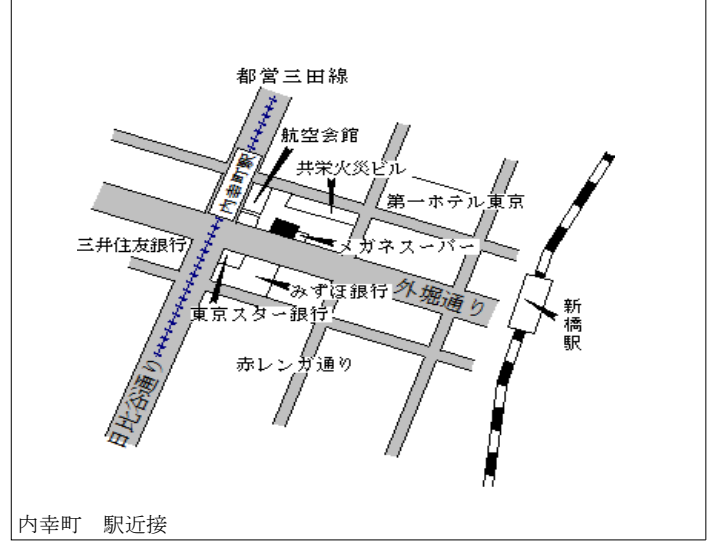 都営三田線
航空会館
共栄火災ビル
内幸町駅
第一ホテル東京
三井住友銀行
メガネスーパー
みずほ銀行
外堀通り
東京スター銀行
新橋駅
赤レンガ通り
日比谷通り
内幸町　駅近接